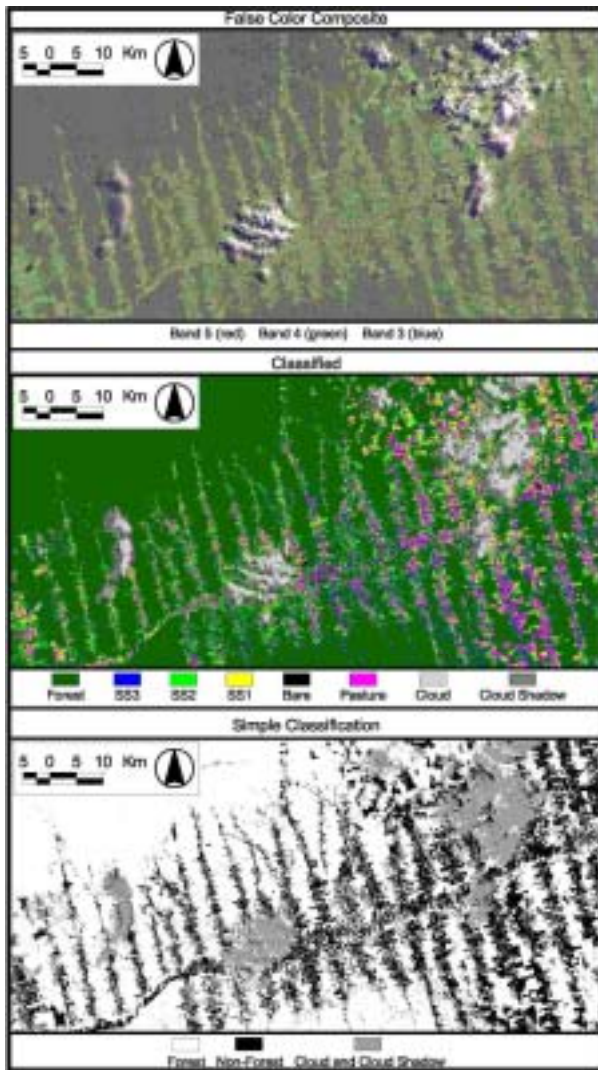 False Color Composite
5 0 5 10 Km
Band 5 (red) Band 4 (green) Band 3 (blue)
Classified
5 0 5 10 Km
Forest SS3 SS2 SS1 Bare Pasture Cloud Cloud Shadow
Simple Classification
5 0 5 10 Km
Forest Non-Forest Cloud and Cloud Shadow